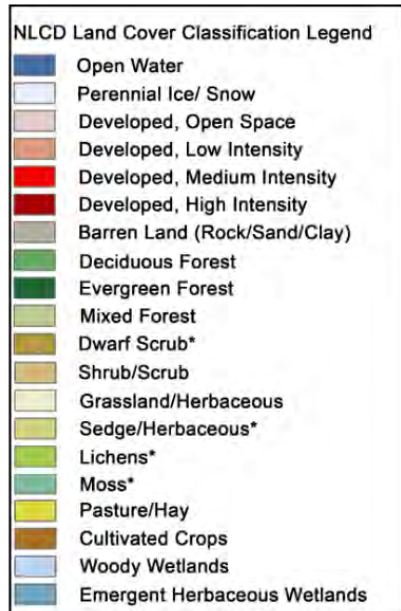 NLCD Land Cover Classification Legend
Open Water
Perennial Ice/ Snow
Developed, Open Space
Developed, Low Intensity
Developed, Medium Intensity
Developed, High Intensity
Barren Land (Rock/Sand/Clay)
Deciduous Forest
Evergreen Forest
Mixed Forest
Dwarf Scrub*
Shrub/Scrub
Grassland/Herbaceous
Sedge/Herbaceous*
Lichens*
Moss*
Pasture/Hay
Cultivated Crops
Woody Wetlands
Emergent Herbaceous Wetlands